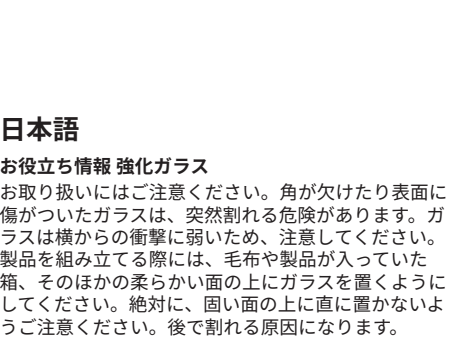 日本語
お役立ち情報 強化ガラス
お取り扱いにはご注意ください。角が欠けたり表面に
傷がついたガラスは、突然割れる危険があります。ガ
ラスは横からの衝撃に弱いため、注意してください。
製品を組み立てる際には、毛布や製品が入っていた
箱、そのほかの柔らかい面の上にガラスを置くように
してください。絶対に、固い面の上に直に置かないよ
うご注意ください。後で割れる原因になります。